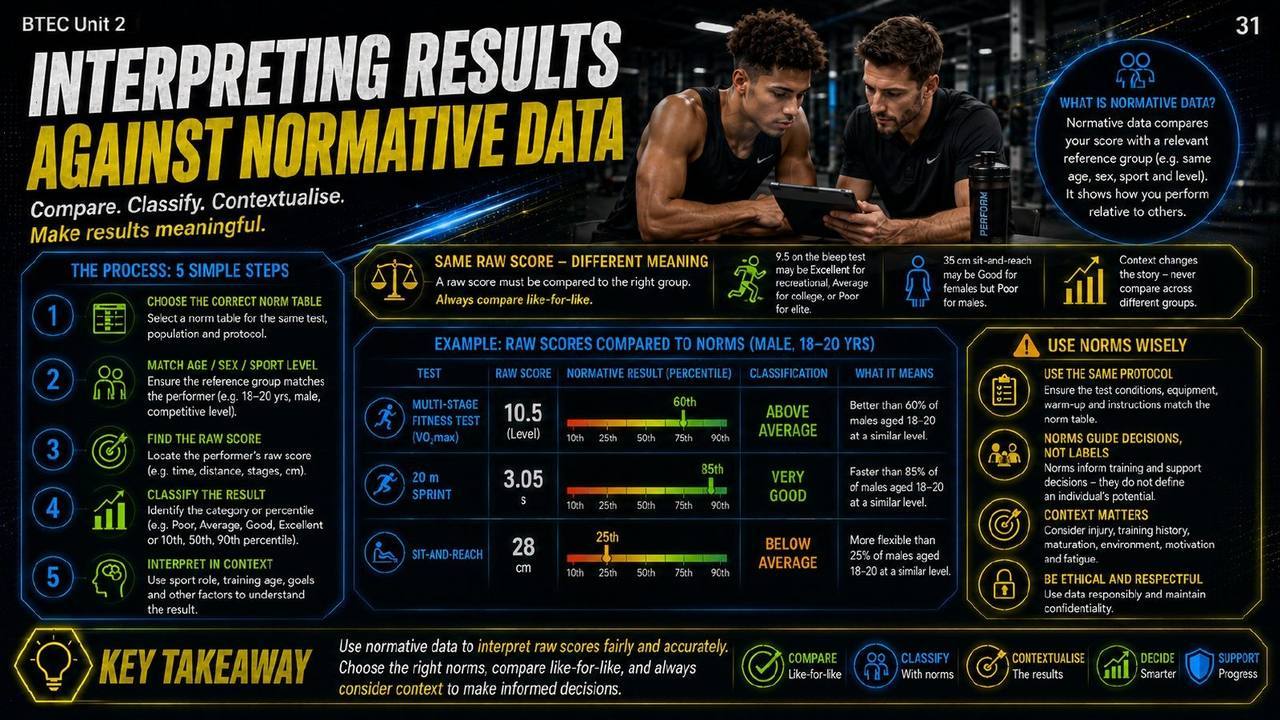 BTEC Unit 2
31
INTERPRETING RESULTS
AGAINST NORMATIVE DATA
Compare. Classify. Contextualise.
Make results meaningful.
WHAT IS NORMATIVE DATA?
Normative data compares
your score with a relevant
reference group (e.g. same
age, sex, sport and level).
It shows how you perform
relative to others.
PERFORM
THE PROCESS: 5 SIMPLE STEPS
1
CHOOSE THE CORRECT NORM TABLE
Select a norm table for the same test,
population and protocol.
2
MATCH AGE / SEX / SPORT LEVEL
Ensure the reference group matches
the performer (e.g. 18–20 yrs, male,
competitive level).
3
FIND THE RAW SCORE
Locate the performer's raw score
(e.g. time, distance, stages, cm).
4
CLASSIFY THE RESULT
Identify the category or percentile
(e.g. Poor, Average, Good, Excellent
or 10th, 50th, 90th percentile).
5
INTERPRET IN CONTEXT
Use sport role, training age, goals
and other factors to understand
the result.
SAME RAW SCORE – DIFFERENT MEANING
A raw score must be compared to the right group.
Always compare like-for-like.
9.5 on the bleep test
may be Excellent for
recreational, Average
for college, or Poor
for elite.
35 cm sit-and-reach
may be Good for
females but Poor
for males.
Context changes
the story – never
compare across
different groups.
EXAMPLE: RAW SCORES COMPARED TO NORMS (MALE, 18–20 YRS)
TEST RAW SCORE NORMATIVE RESULT (PERCENTILE) CLASSIFICATION WHAT IT MEANS
MULTI-STAGE
FITNESS TEST
(VO₂max)
10.5
(Level)
60th
10th 25th 50th 75th 90th
ABOVE
AVERAGE
Better than 60% of
males aged 18–20
at a similar level.
20 m
SPRINT
3.05
s
85th
10th 25th 50th 75th 90th
VERY
GOOD
Faster than 85%
of males aged 18–20
at a similar level.
SIT-AND-REACH
28
cm
25th
10th 25th 50th 75th 90th
BELOW
AVERAGE
More flexible than
25% of males aged
18–20 at a similar level.
USE NORMS WISELY
USE THE SAME PROTOCOL
Ensure the test conditions, equipment,
warm-up and instructions match the
norm table.
NORMS GUIDE DECISIONS,
NOT LABELS
Norms inform training and support
decisions – they do not define
an individual's potential.
CONTEXT MATTERS
Consider injury, training history,
maturation, environment, motivation
and fatigue.
BE ETHICAL AND RESPECTFUL
Use data responsibly and maintain
confidentiality.
KEY TAKEAWAY
Use normative data to interpret raw scores fairly and accurately.
Choose the right norms, compare like-for-like, and always
consider context to make informed decisions.
COMPARE
Like-for-like
CLASSIFY
With norms
CONTEXTUALISE
The results
DECIDE
Smarter
SUPPORT
Progress